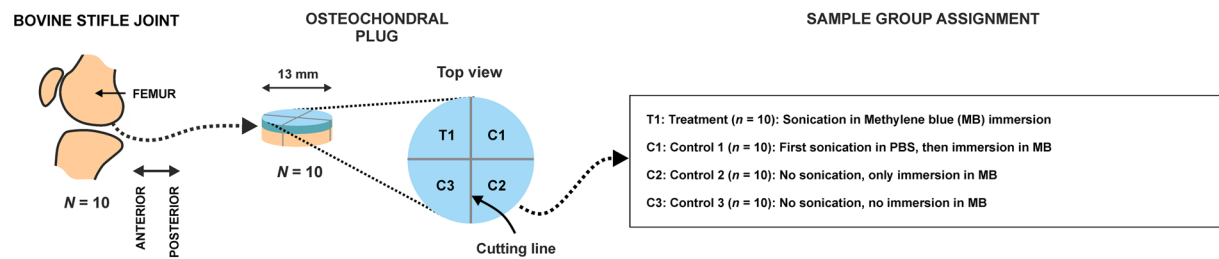 BOVINE STIFLE JOINT
FEMUR
N = 10
ANTERIOR
POSTERIOR
OSTEOCHONDRAL
PLUG
13 mm
N = 10
Top view
T1 C1
C3 C2
Cutting line
SAMPLE GROUP ASSIGNMENT
T1: Treatment (n = 10): Sonication in Methylene blue (MB) immersion
C1: Control 1 (n = 10): First sonication in PBS, then immersion in MB
C2: Control 2 (n = 10): No sonication, only immersion in MB
C3: Control 3 (n = 10): No sonication, no immersion in MB